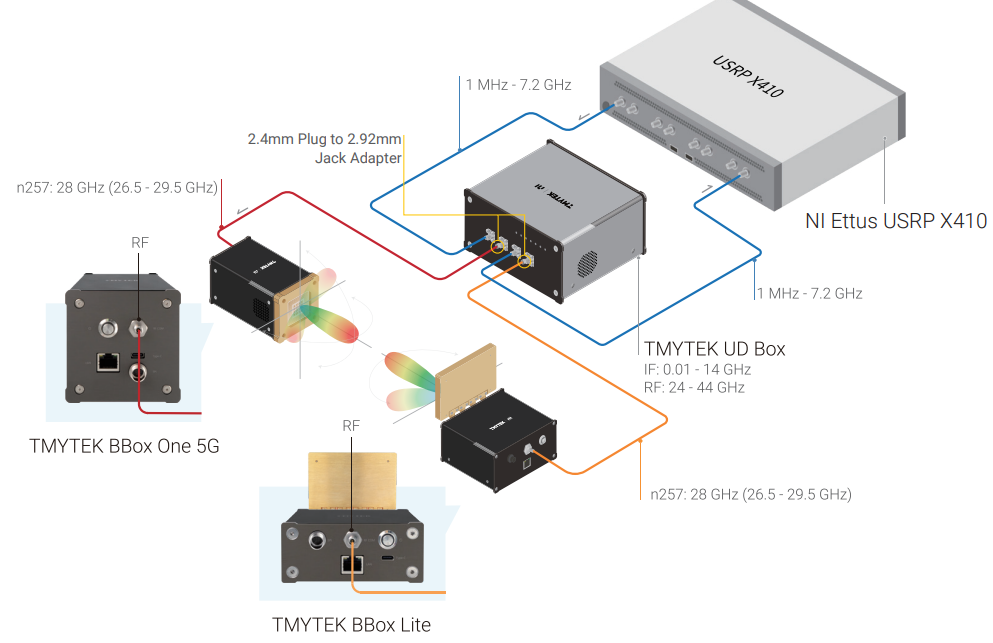 USRP X410
1 MHz - 7.2 GHz
2.4mm Plug to 2.92mm
Jack Adapter
n257: 28 GHz (26.5 - 29.5 GHz)
TMYTEK
NI Ettus USRP X410
RF
TMYTEK
1 MHz - 7.2 GHz
TMYTEK UD Box
IF: 0.01 - 14 GHz
RF: 24 - 44 GHz
TMYTEK
RF
TMYTEK BBox One 5G
n257: 28 GHz (26.5 - 29.5 GHz)
TMYTEK BBox Lite